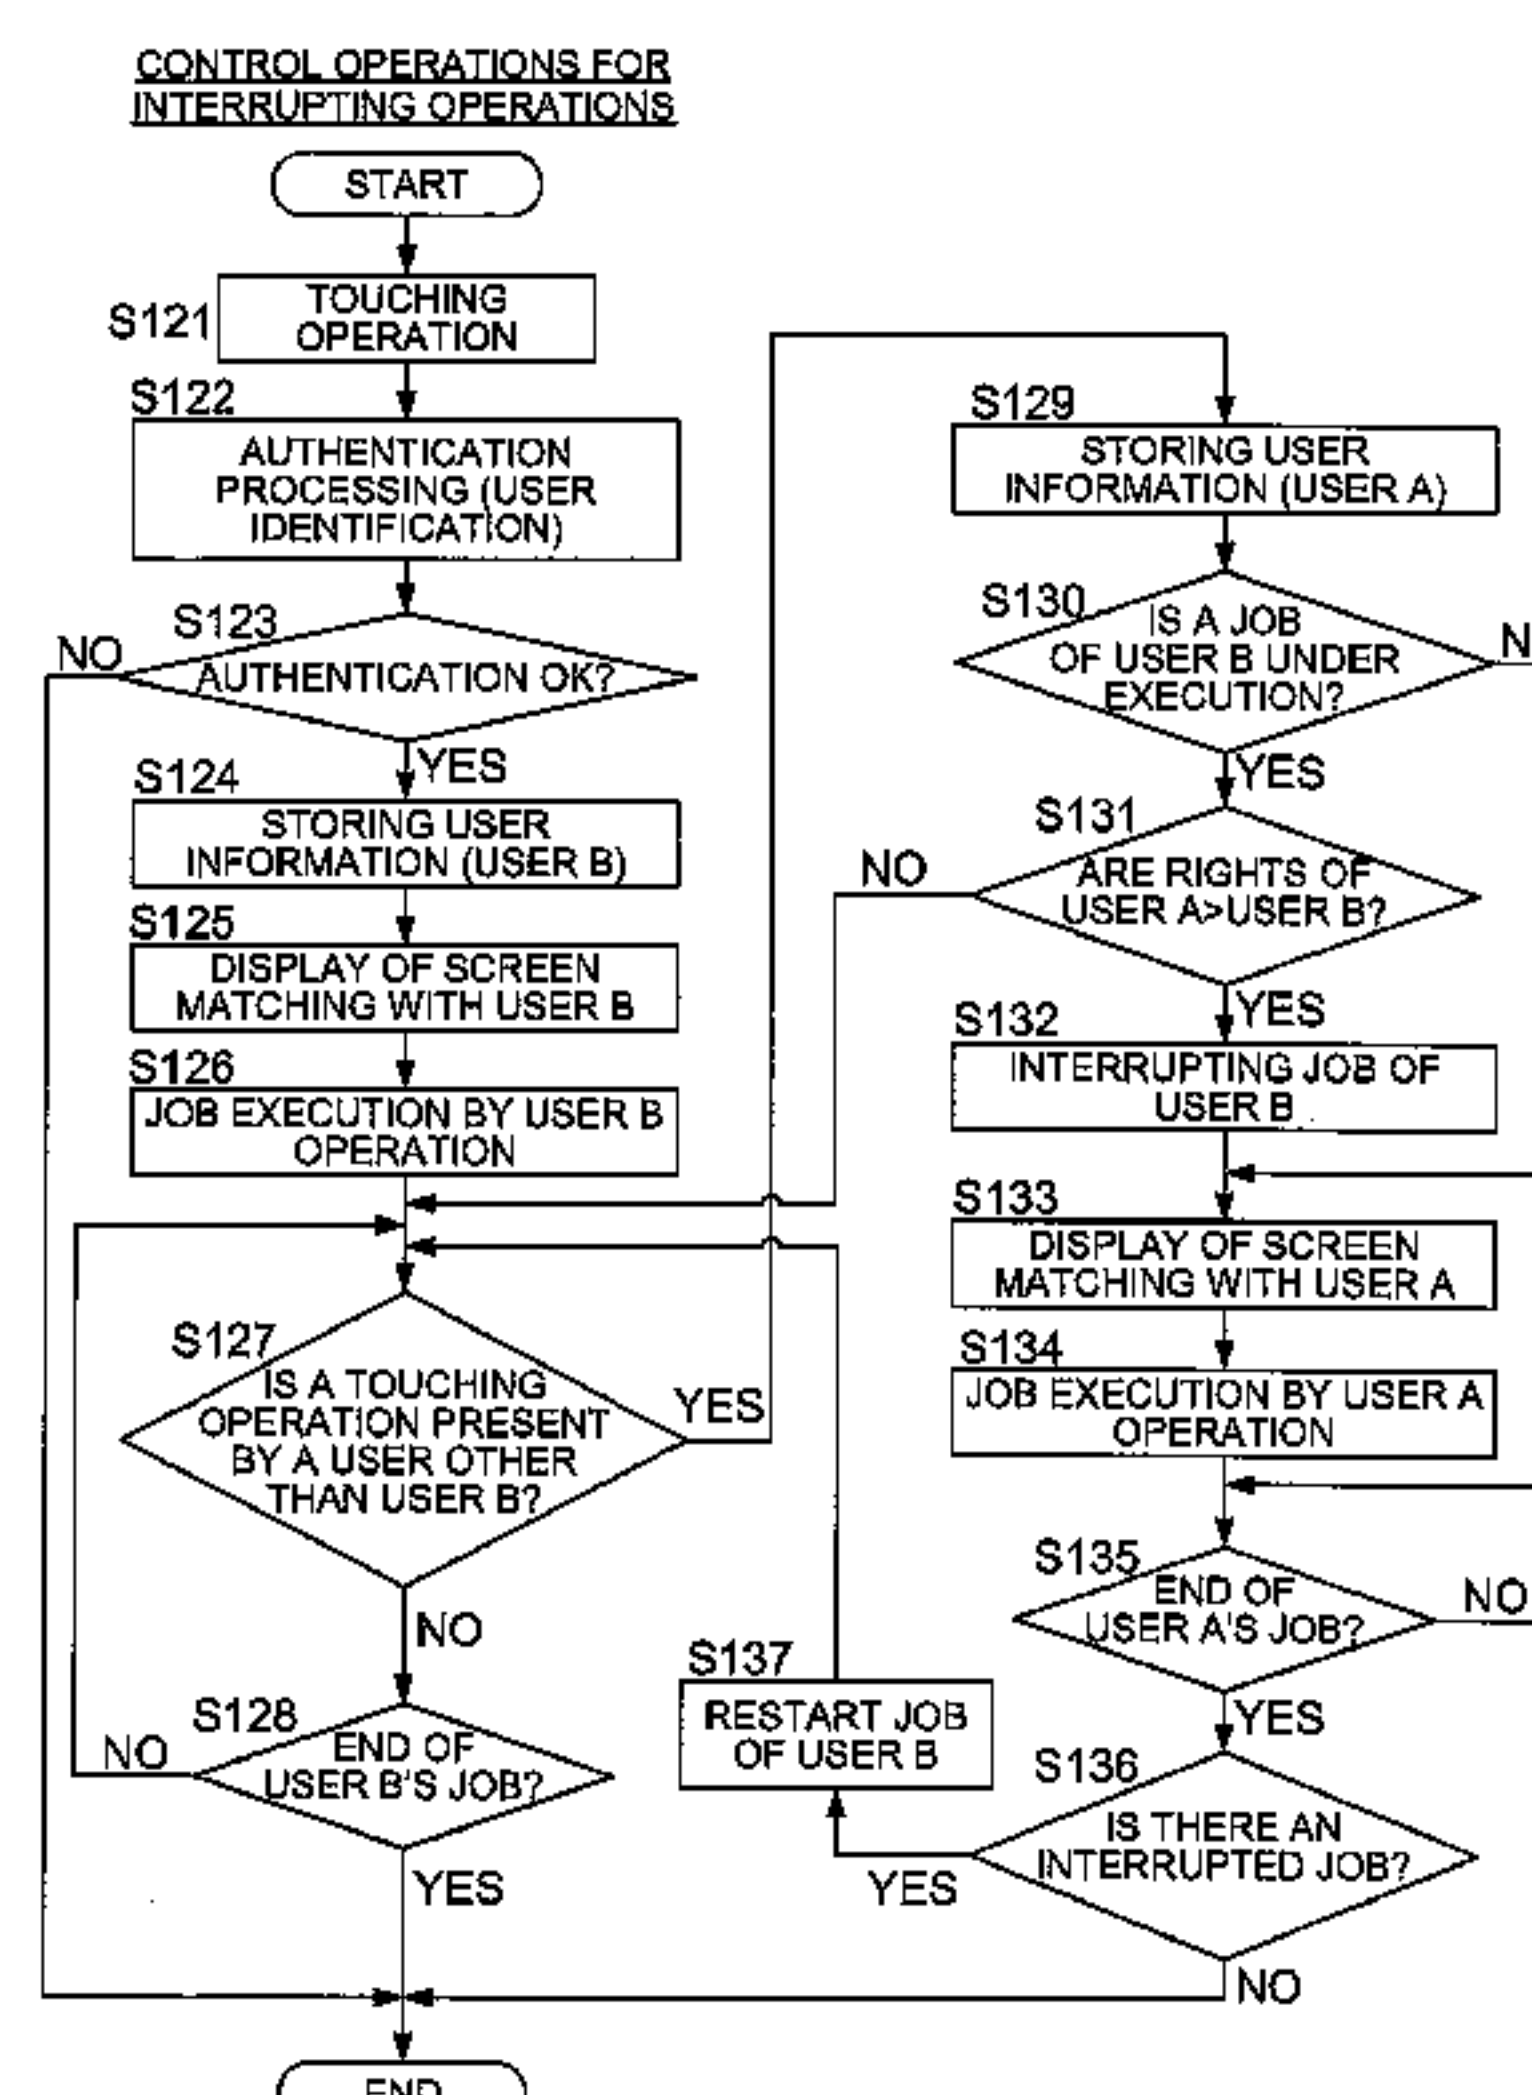 CONTROL OPERATIONS FOR
INTERRUPTING OPERATIONS
START
S121
TOUCHING
OPERATION
S122
AUTHENTICATION
PROCESSING (USER
IDENTIFICATION)
S123
NO
AUTHENTICATION OK?
YES
S124
STORING USER
INFORMATION (USER B)
S125
DISPLAY OF SCREEN
MATCHING WITH USER B
S126
JOB EXECUTION BY USER B
OPERATION
S127
IS A TOUCHING
OPERATION PRESENT
BY A USER OTHER
THAN USER B?
YES
NO
S128
NO
END OF
USER B'S JOB?
YES
END
S129
STORING USER
INFORMATION (USER A)
S130
IS A JOB
OF USER B UNDER
EXECUTION?
N
YES
S131
NO
ARE RIGHTS OF
USER A>USER B?
YES
S132
INTERRUPTING JOB OF
USER B
S133
DISPLAY OF SCREEN
MATCHING WITH USER A
S134
JOB EXECUTION BY USER A
OPERATION
S135
END OF
USER A'S JOB?
NO
YES
S136
IS THERE AN
INTERRUPTED JOB?
YES
NO
S137
RESTART JOB
OF USER B